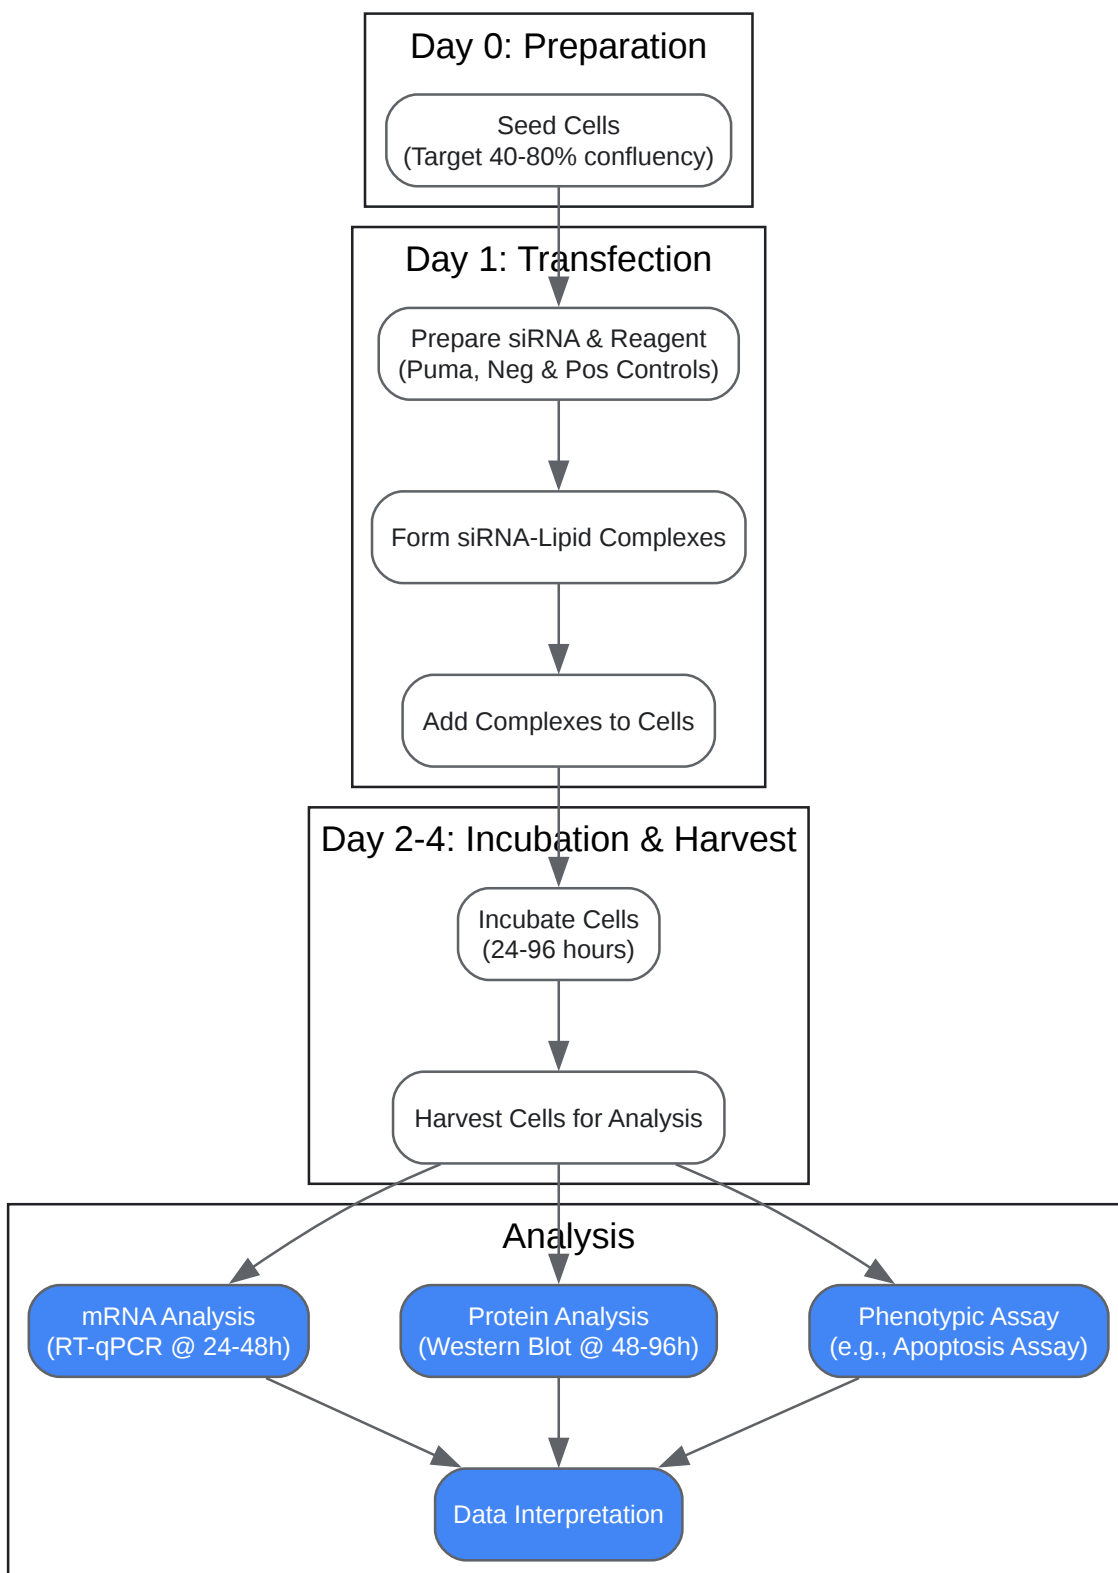 Day 0: Preparation
Seed Cells
(Target 40-80% confluency)
Day 1: Transfection
Prepare siRNA & Reagent
(Puma, Neg & Pos Controls)
Form siRNA-Lipid Complexes
Add Complexes to Cells
Day 2-4: Incubation & Harvest
Incubate Cells
(24-96 hours)
Harvest Cells for Analysis
Analysis
mRNA Analysis
(RT-qPCR @ 24-48h)
Protein Analysis
(Western Blot @ 48-96h)
Phenotypic Assay
(e.g., Apoptosis Assay)
Data Interpretation